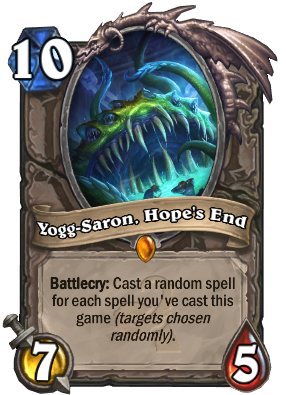 10
Yogg-Saron, Hope's End
Battlecry: Cast a random spell
for each spell you've cast this
game (targets chosen
randomly).
7
5